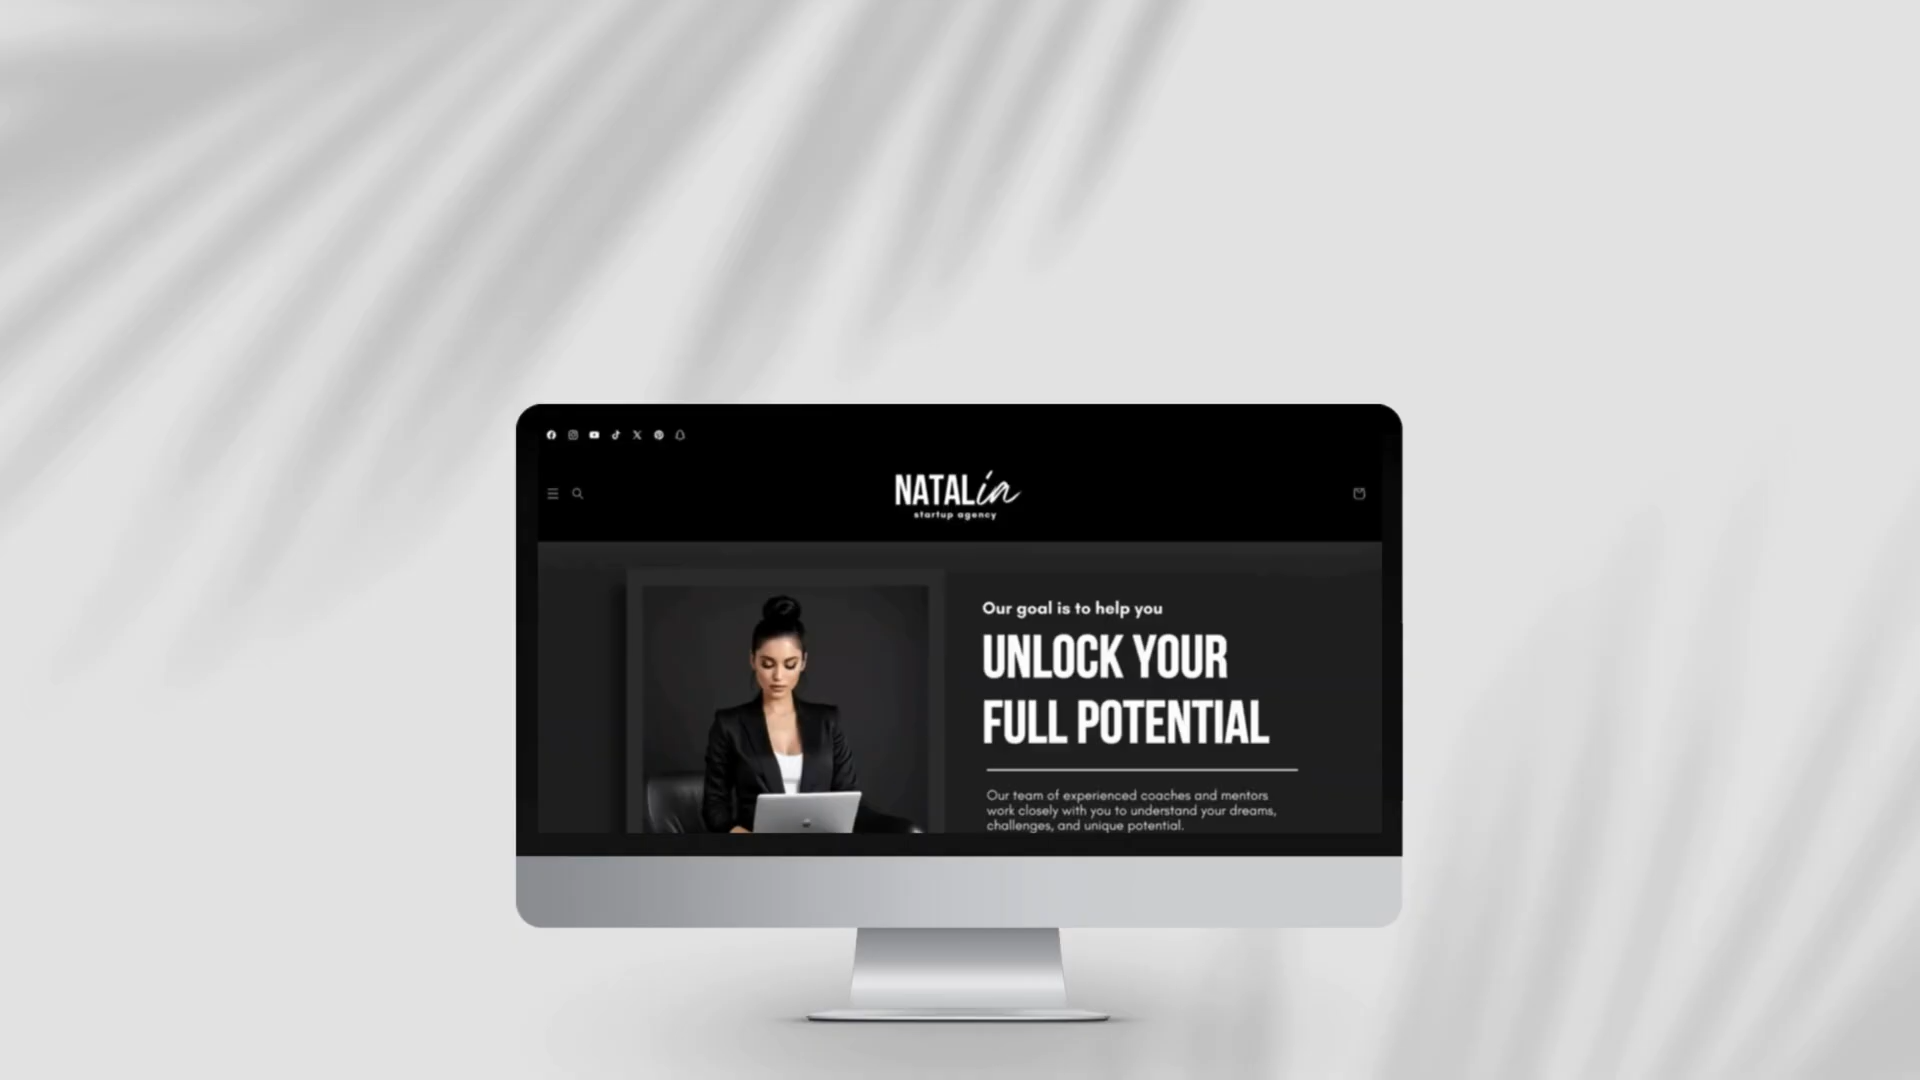 NATALia
startup agency
Our goal is to help you
UNLOCK YOUR
FULL POTENTIAL
Our team of experienced coaches and mentors
work closely with you to understand your dreams,
challenges, and unique potential.